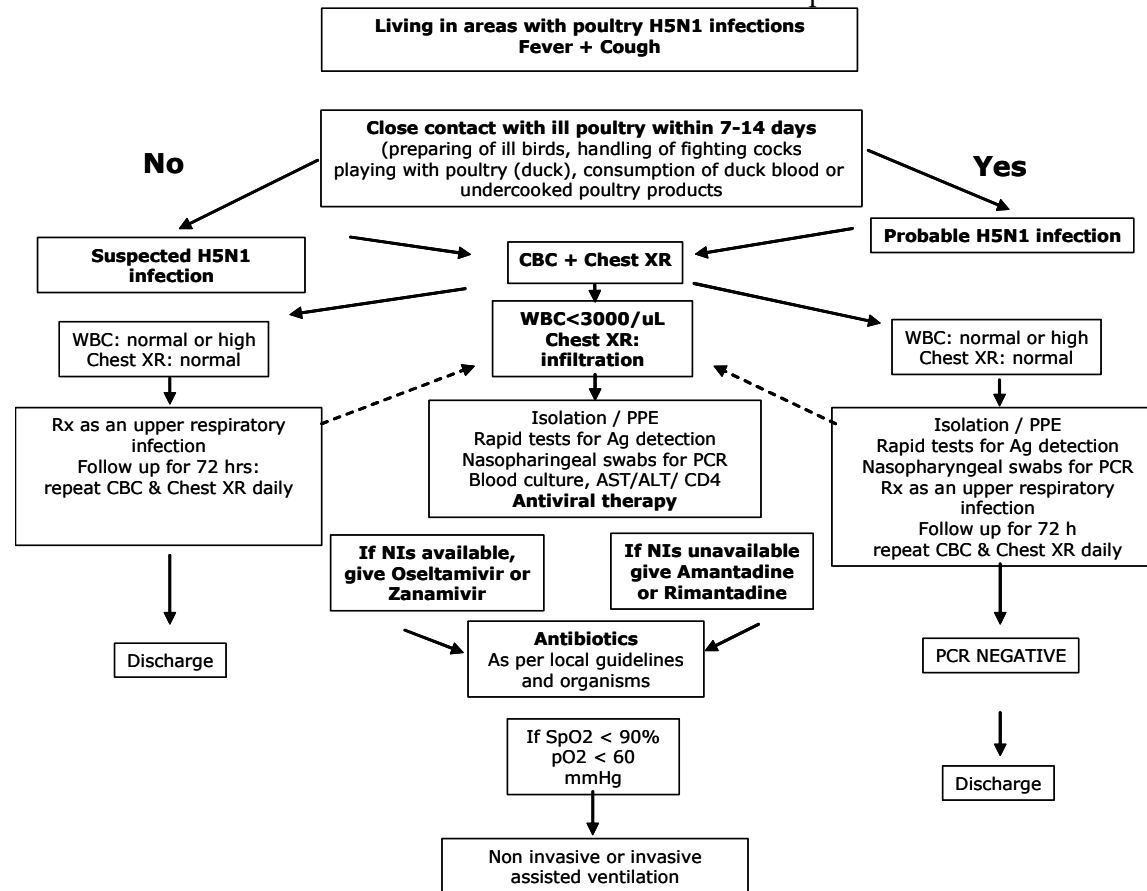 Living in areas with poultry H5N1 infections
Fever + Cough
Close contact with ill poultry within 7-14 days
(preparing of ill birds, handling of fighting cocks
playing with poultry (duck), consumption of duck blood or
undercooked poultry products
No
Yes
Suspected H5N1
infection
CBC + Chest XR
Probable H5N1 infection
WBC: normal or high
Chest XR: normal
WBC<3000/uL
Chest XR:
infiltration
WBC: normal or high
Chest XR: normal
Rx as an upper respiratory
infection
Follow up for 72 hrs:
repeat CBC & Chest XR daily
Isolation / PPE
Rapid tests for Ag detection
Nasopharingeal swabs for PCR
Blood culture, AST/ALT/ CD4
Antiviral therapy
Isolation / PPE
Rapid tests for Ag detection
Nasopharyngeal swabs for PCR
Rx as an upper respiratory
infection
Follow up for 72 h
repeat CBC & Chest XR daily
If NIs available,
give Oseltamivir or
Zanamivir
If NIs unavailable
give Amantadine
or Rimantadine
Discharge
Antibiotics
As per local guidelines
and organisms
PCR NEGATIVE
If SpO2 < 90%
pO2 < 60
mmHg
Discharge
Non invasive or invasive
assisted ventilation